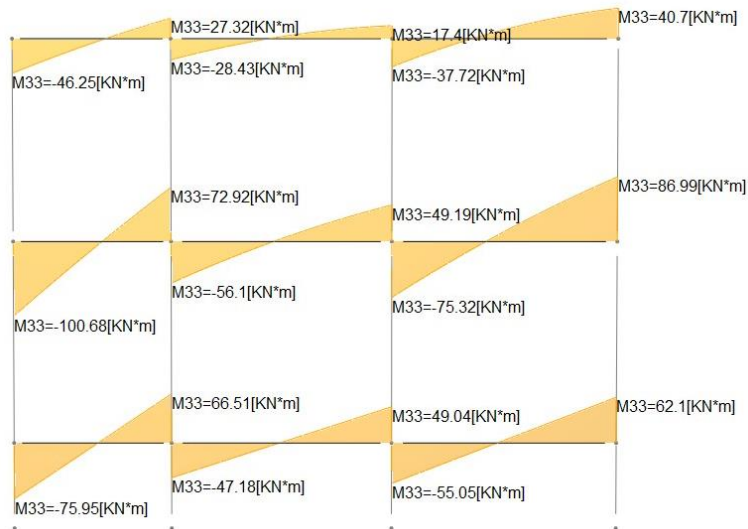 M33=27.32[KN*m]
M33=17.4[KN*m]
M33=40.7[KN*m]
M33=-46.25[KN*m]
M33=-28.43[KN*m]
M33=-37.72[KN*m]
M33=72.92[KN*m]
M33=49.19[KN*m]
M33=86.99[KN*m]
M33=-100.68[KN*m]
M33=-56.1[KN*m]
M33=-75.32[KN*m]
M33=66.51[KN*m]
M33=49.04[KN*m]
M33=62.1[KN*m]
M33=-75.95[KN*m]
M33=-47.18[KN*m]
M33=-55.05[KN*m]